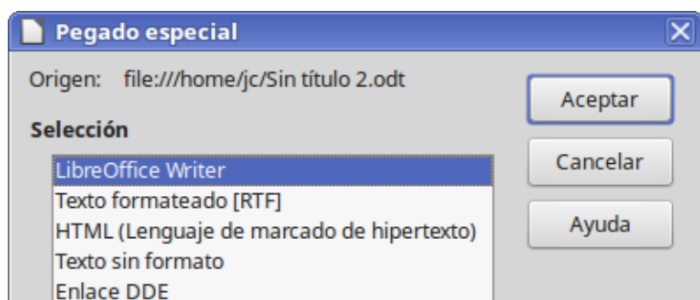 Pegado especial
Origen: file:///home/jc/Sin título 2.odt
Aceptar
Selección
Cancelar
LibreOffice Writer
Texto formateado [RTF]
Ayuda
HTML (Lenguaje de marcado de hipertexto)
Texto sin formato
Enlace DDE